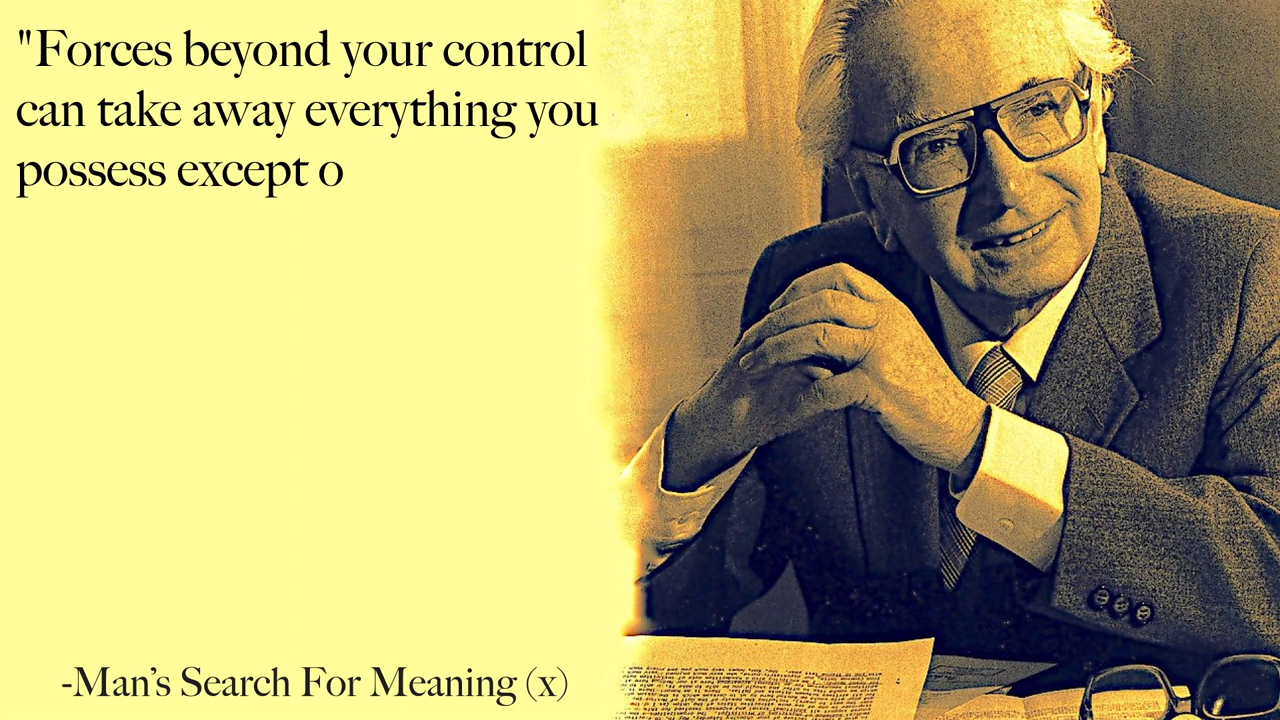 "Forces beyond your control
can take away everything you
possess except o
-Man’s Search For Meaning (x)